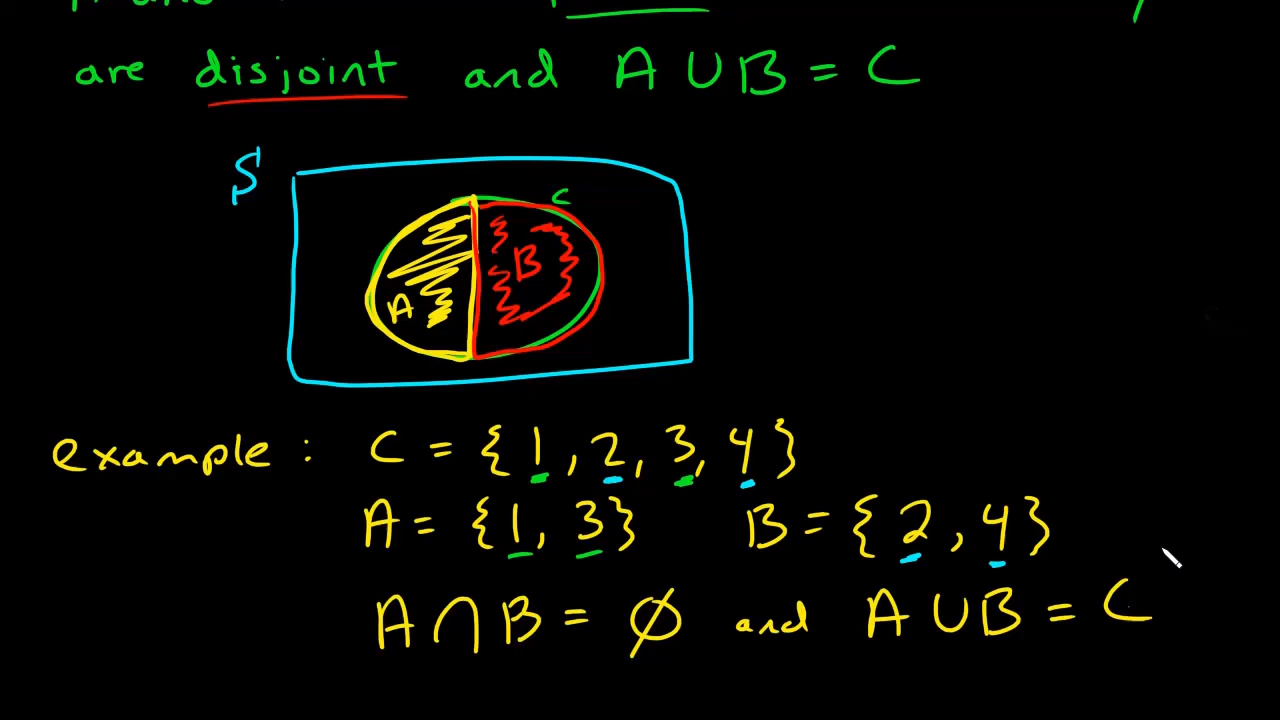 are disjoint and A ∪ B = C
S
C
B
A
example : C = {1, 2, 3, 4}
A = {1, 3} B = {2, 4}
A ∩ B = ∅ and A ∪ B = C